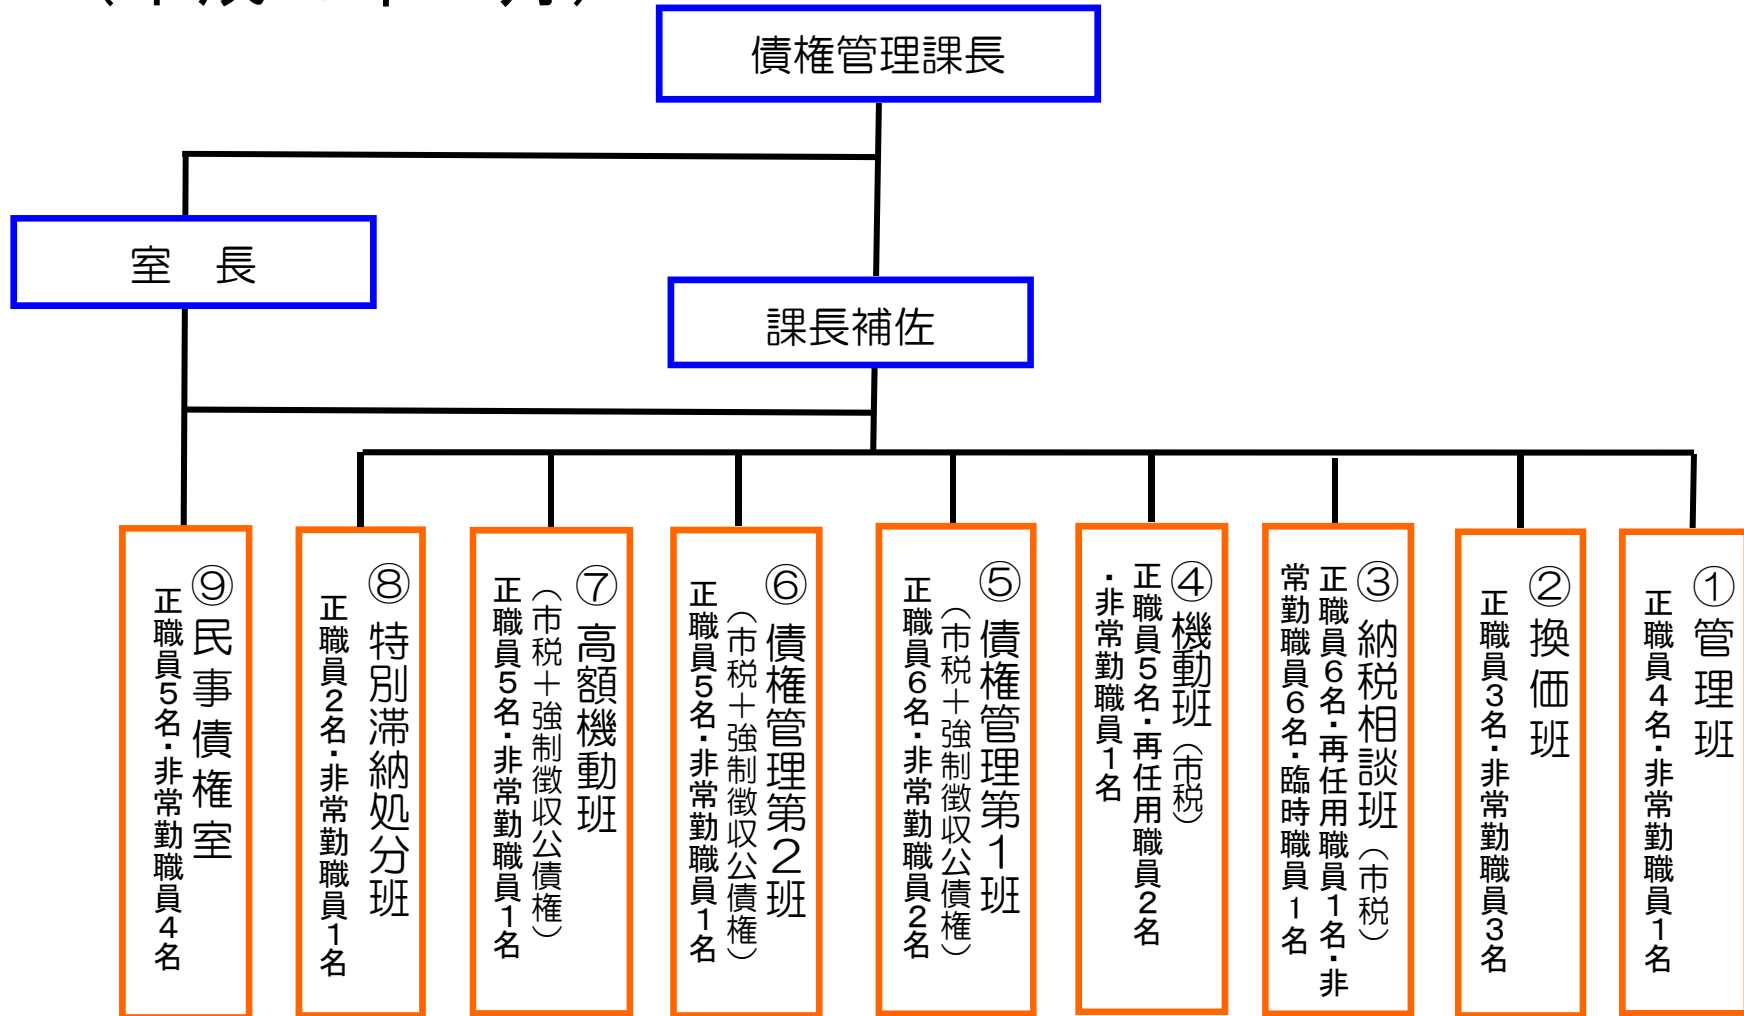 債権管理課長
室　長
課長補佐
①管理班
正職員4名・非常勤職員1名
②換価班
正職員3名・非常勤職員3名
③納税相談班（市税）
正職員6名・再任用職員1名・非
常勤職員6名・臨時職員1名
④機動班（市税）
正職員5名・再任用職員2名
・非常勤職員1名
⑤債権管理第1班
（市税＋強制徴収公債権）
正職員6名・非常勤職員2名
⑥債権管理第2班
（市税＋強制徴収公債権）
正職員5名・非常勤職員1名
⑦高額機動班
（市税＋強制徴収公債権）
正職員5名・非常勤職員1名
⑧特別滞納処分班
正職員2名・非常勤職員1名
⑨民事債権室
正職員5名・非常勤職員4名